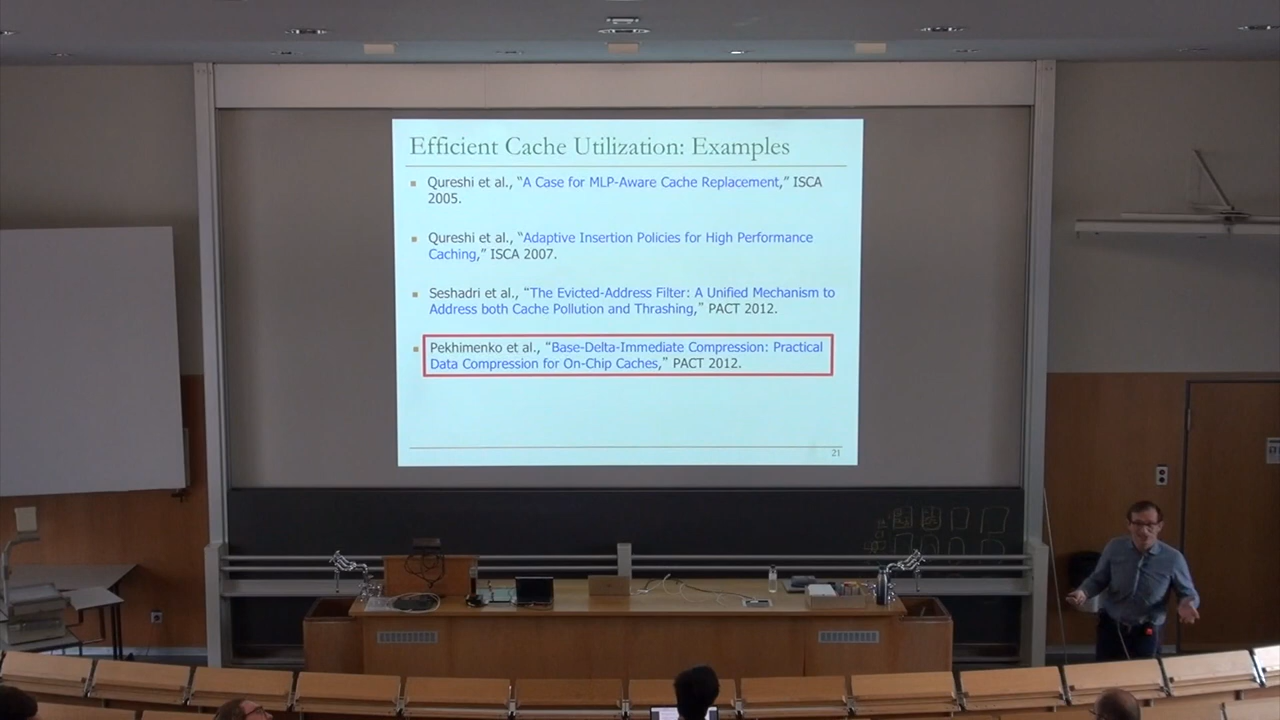 Efficient Cache Utilization: Examples
Qureshi et al., “A Case for MLP-Aware Cache Replacement,” ISCA
2005.
Qureshi et al., “Adaptive Insertion Policies for High Performance
Caching,” ISCA 2007.
Seshadri et al., “The Evicted-Address Filter: A Unified Mechanism to
Address both Cache Pollution and Thrashing,” PACT 2012.
Pekhimenko et al., “Base-Delta-Immediate Compression: Practical
Data Compression for On-Chip Caches,” PACT 2012.
21